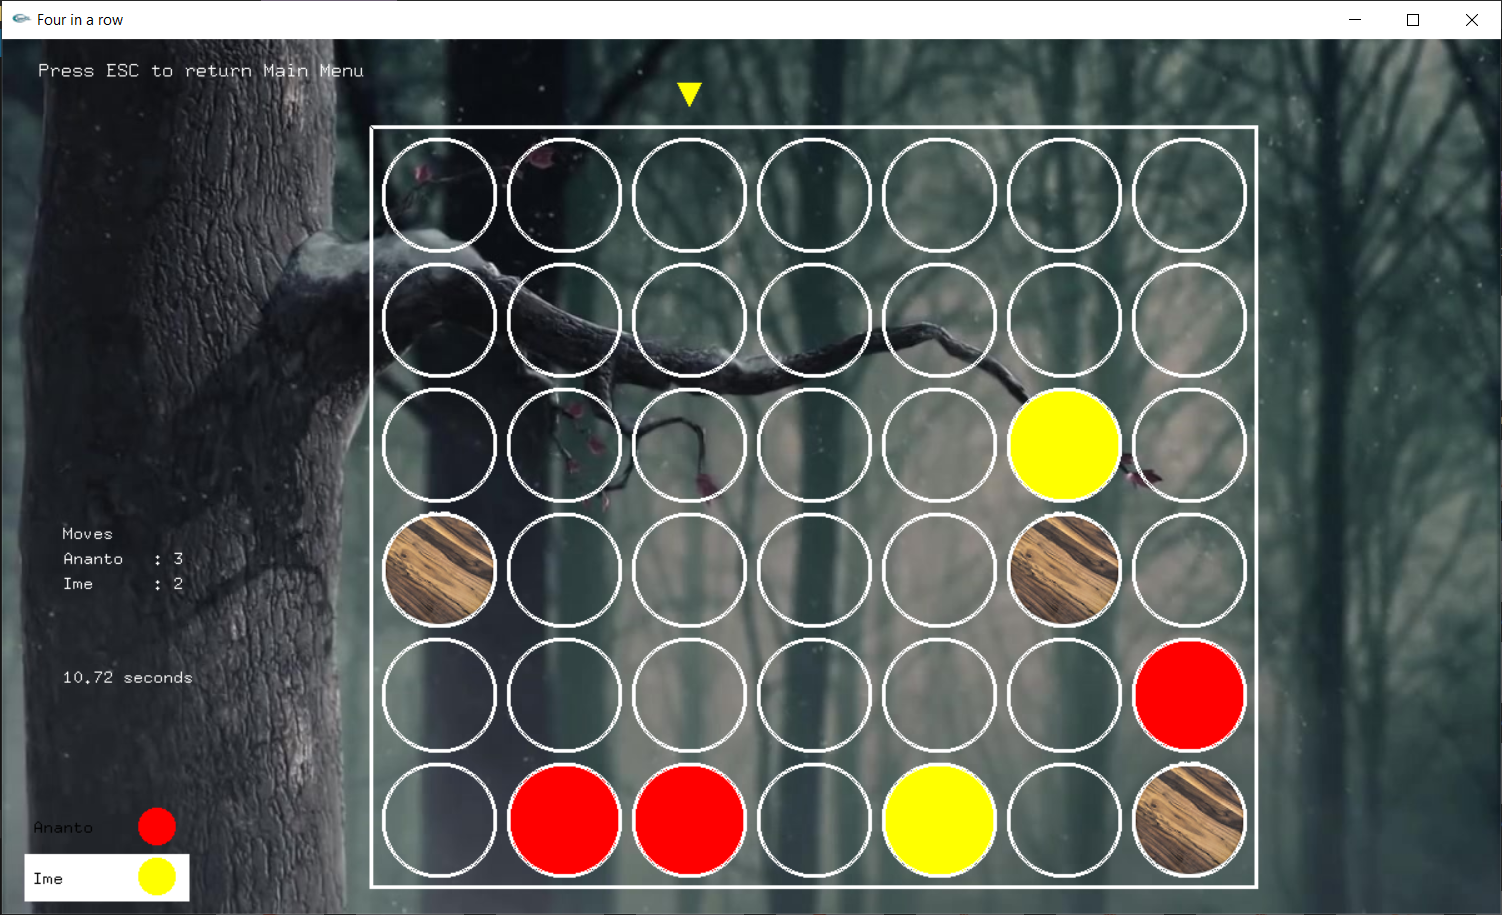 Four in a row
Press ESC to return Main Menu
Moves
Ananto : 3
Ime : 2
10.72 seconds
Ananto
Ime